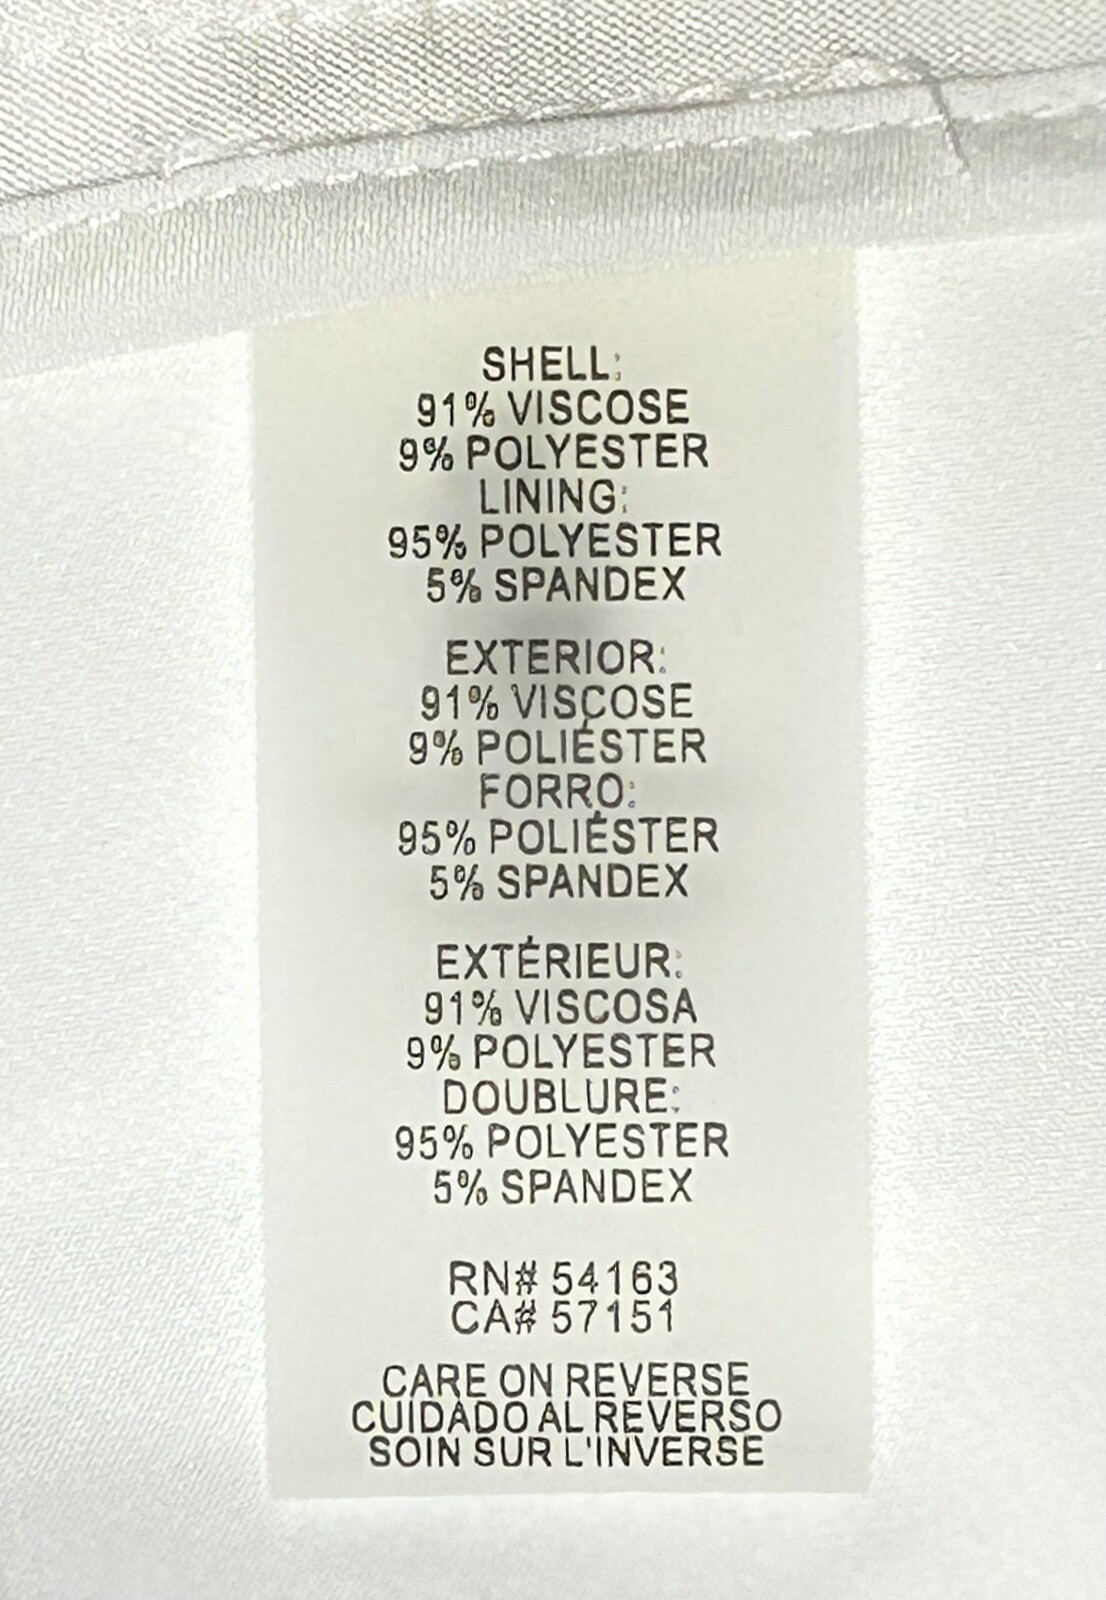 SHELL:
91% VISCOSE
9% POLYESTER
LINING:
95% POLYESTER
5% SPANDEX
EXTERIOR:
91% VISCOSE
9% POLIÉSTER
FORRO:
95% POLIÉSTER
5% SPANDEX
EXTÉRIEUR:
91% VISCOSA
9% POLYESTER
DOUBLURE:
95% POLYESTER
5% SPANDEX
RN# 54163
CA# 57151
CARE ON REVERSE
CUIDADO AL REVERSO
SOIN SUR L'INVERSE